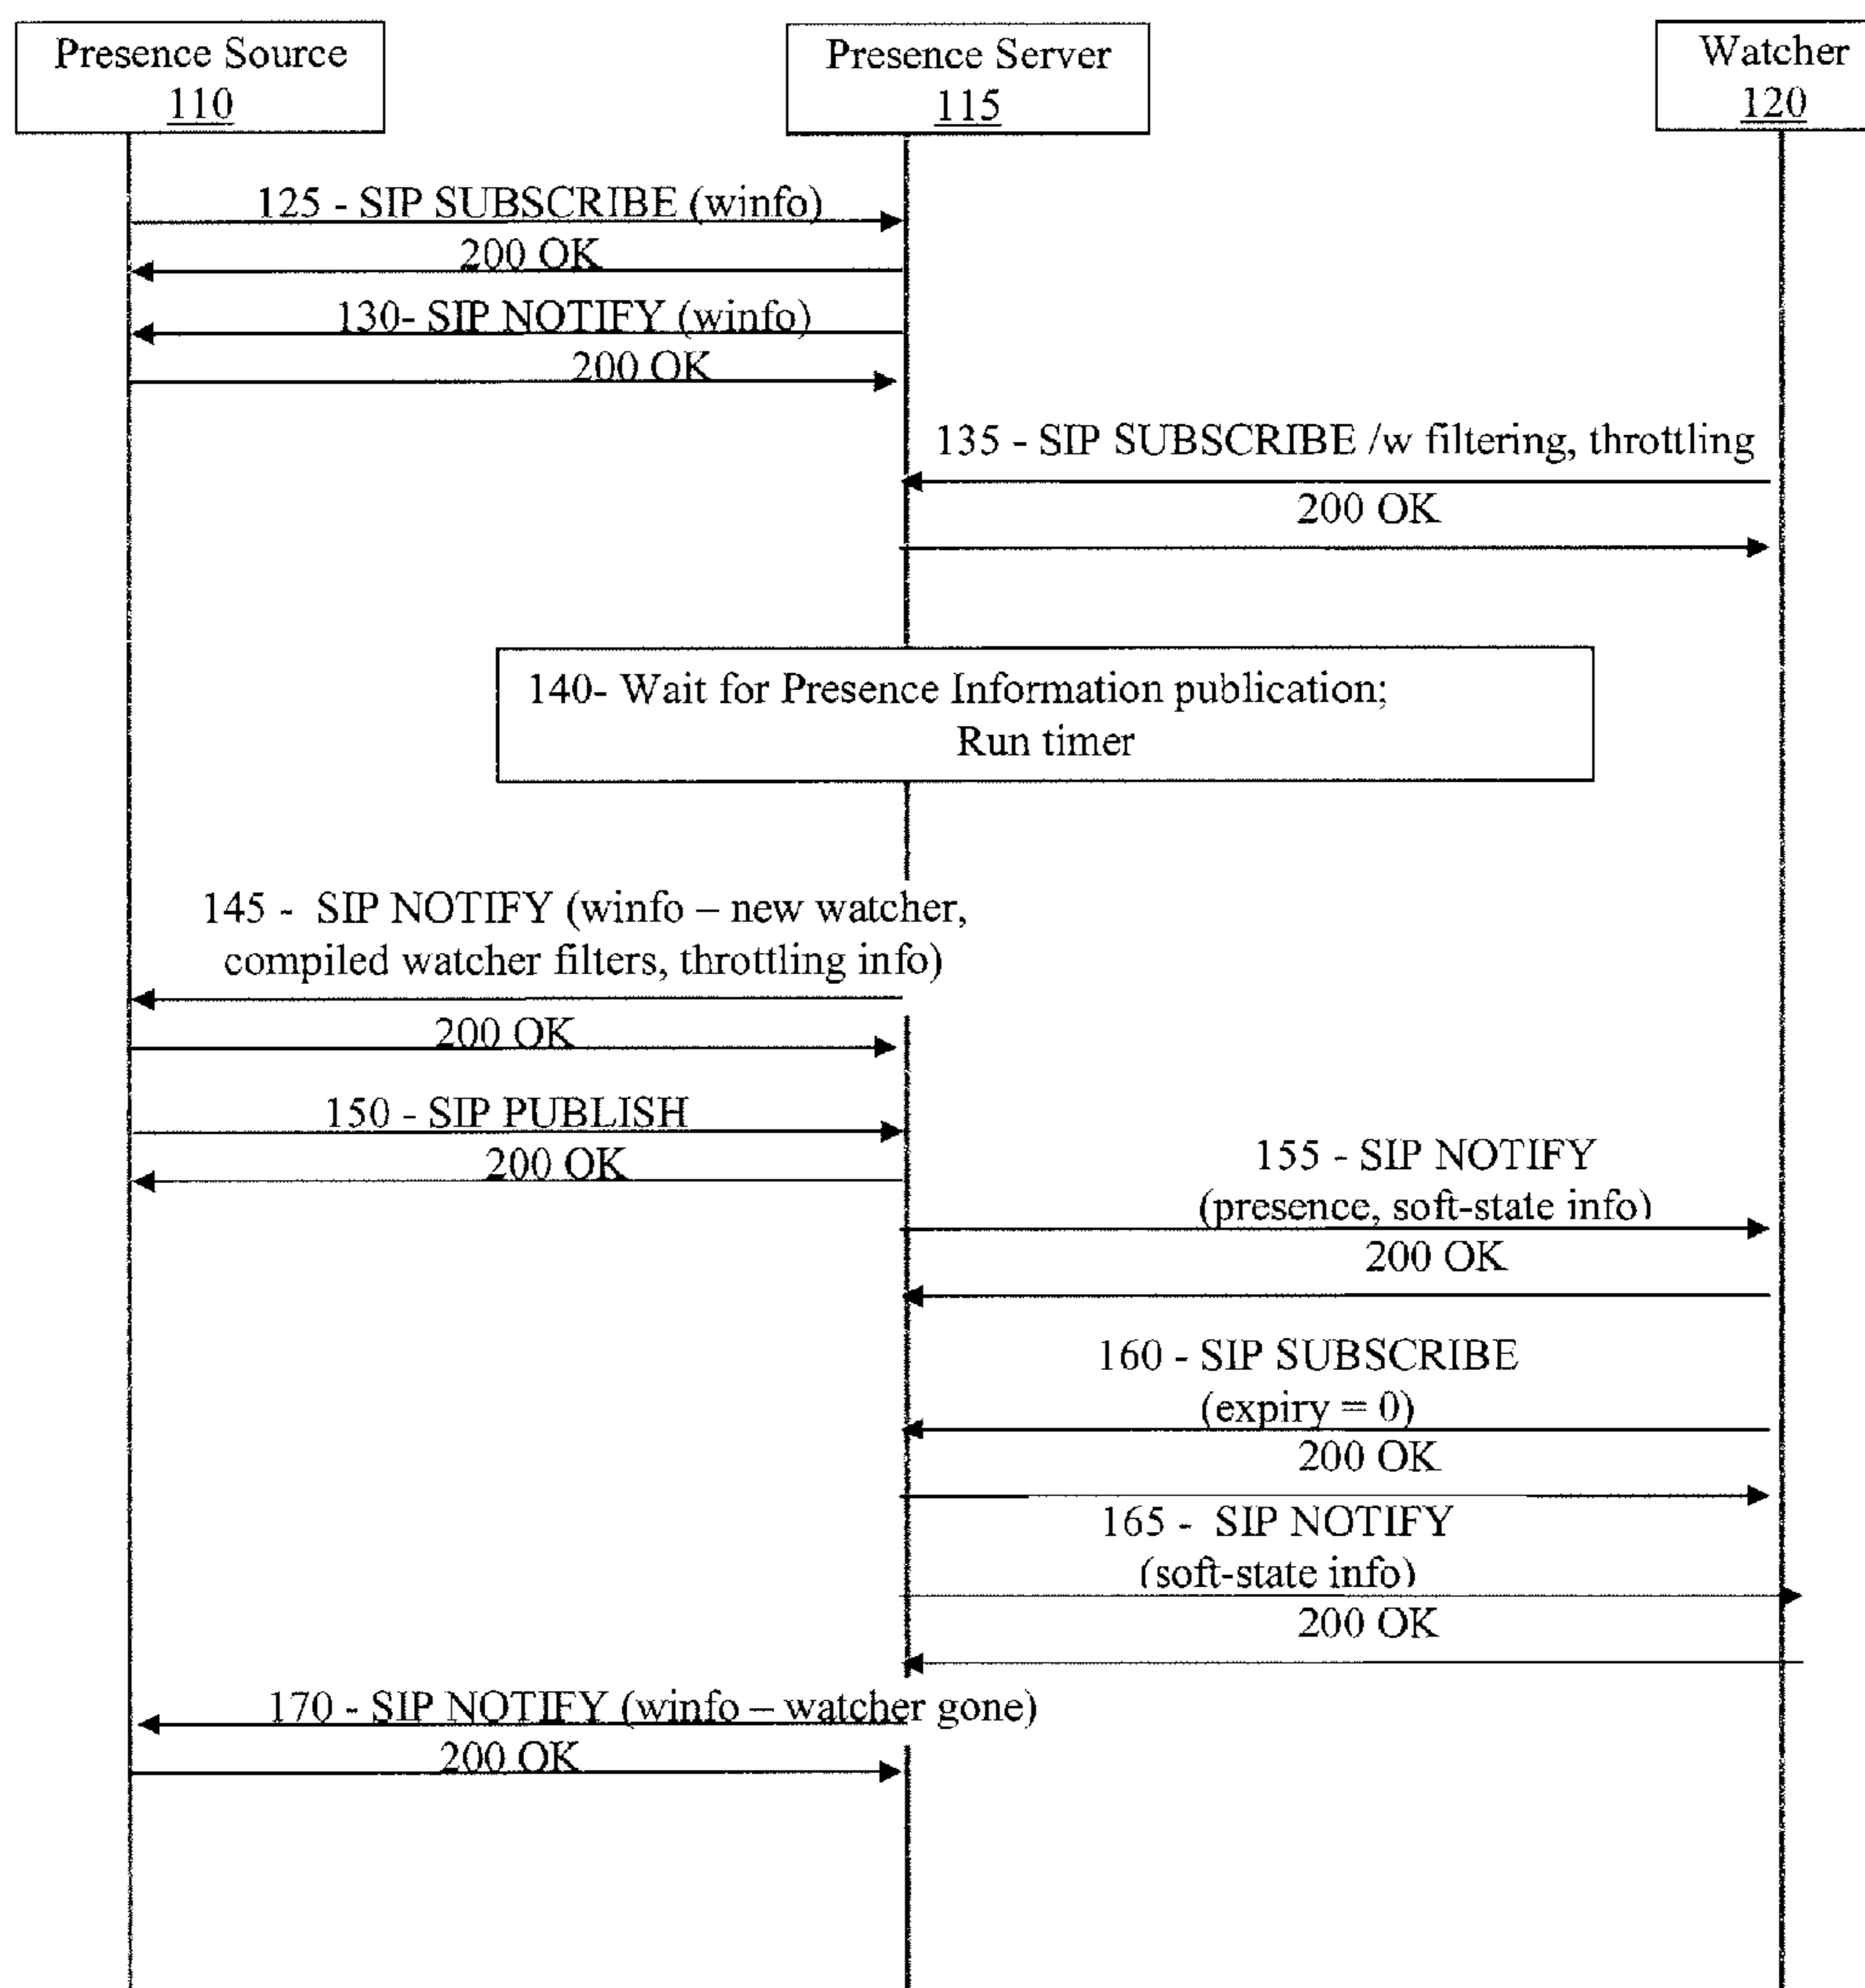 Presence Source
110
Presence Server
115
Watcher
120
125 - SIP SUBSCRIBE (winfo)
200 OK
130- SIP NOTIFY (winfo)
200 OK
135 - SIP SUBSCRIBE /w filtering, throttling
200 OK
140- Wait for Presence Information publication;
Run timer
145 - SIP NOTIFY (winfo – new watcher,
compiled watcher filters, throttling info)
200 OK
150 - SIP PUBLISH
200 OK
155 - SIP NOTIFY
(presence, soft-state info)
200 OK
160 - SIP SUBSCRIBE
(expiry = 0)
200 OK
165 - SIP NOTIFY
(soft-state info)
200 OK
170 - SIP NOTIFY (winfo – watcher gone)
200 OK